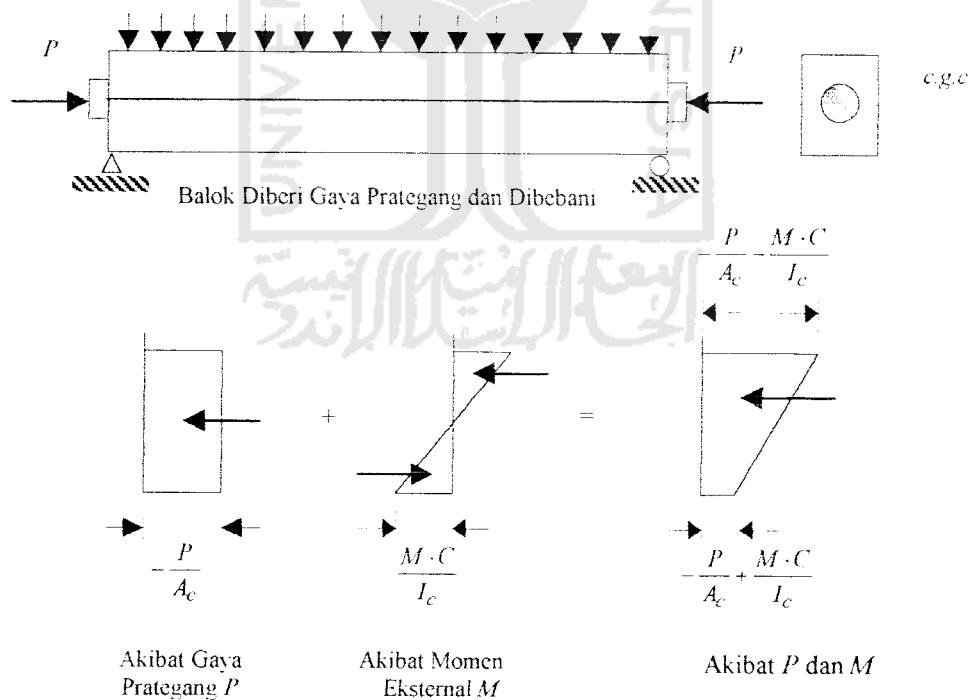 P
P
c.g.c
Balok Diberi Gaya Prategang dan Dibebani
-P/A_c - M·C/I_c
+
=
-P/A_c
M·C/I_c
-P/A_c + M·C/I_c
Akibat Gaya
Prategang P
Akibat Momen
Eksternal M
Akibat P dan M